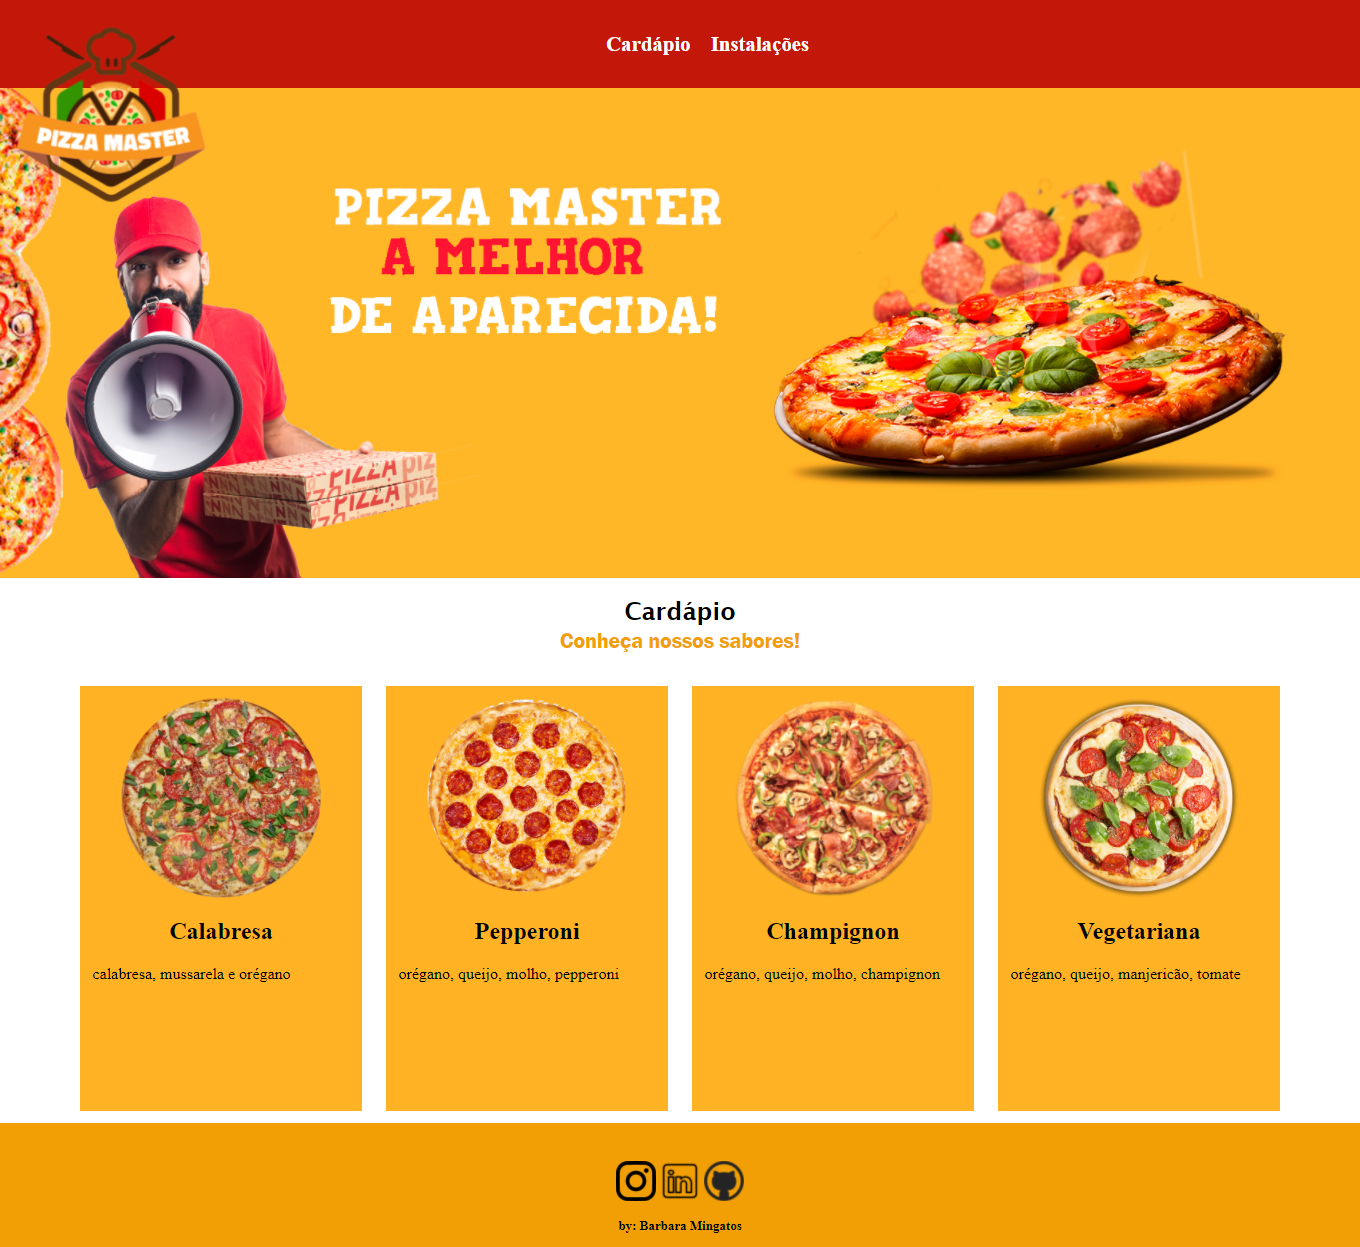 Cardápio Instalações
PIZZA MASTER
PIZZA MASTER
A MELHOR
DE APARECIDA!
PIZZA piz
PIZZA piz
Cardápio
Conheça nossos sabores!
Calabresa
calabresa, mussarela e orégano
Pepperoni
orégano, queijo, molho, pepperoni
Champignon
orégano, queijo, molho, champignon
Vegetariana
orégano, queijo, manjericão, tomate
in
by: Barbara Mingatos